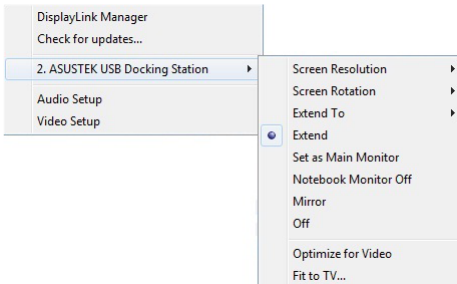 DisplayLink Manager
Check for updates...
2. ASUSTEK USB Docking Station
Audio Setup
Video Setup
Screen Resolution
Screen Rotation
Extend To
Extend
Set as Main Monitor
Notebook Monitor Off
Mirror
Off
Optimize for Video
Fit to TV...